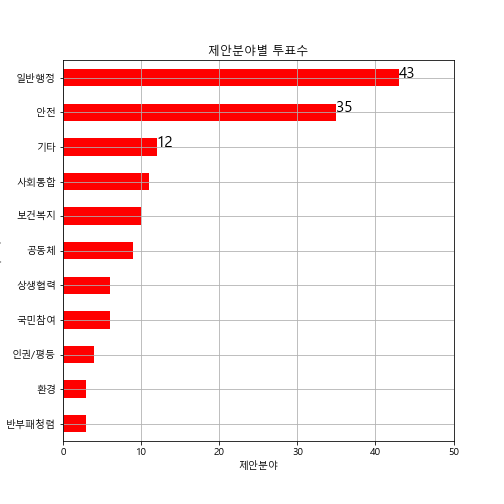 제안분야별 투표수
일반행정 43
안전 35
기타 12
사회통합
보건복지
공동체
상생협력
국민참여
인권/평등
환경
반부패청렴
0 10 20 30 40 50
제안분야